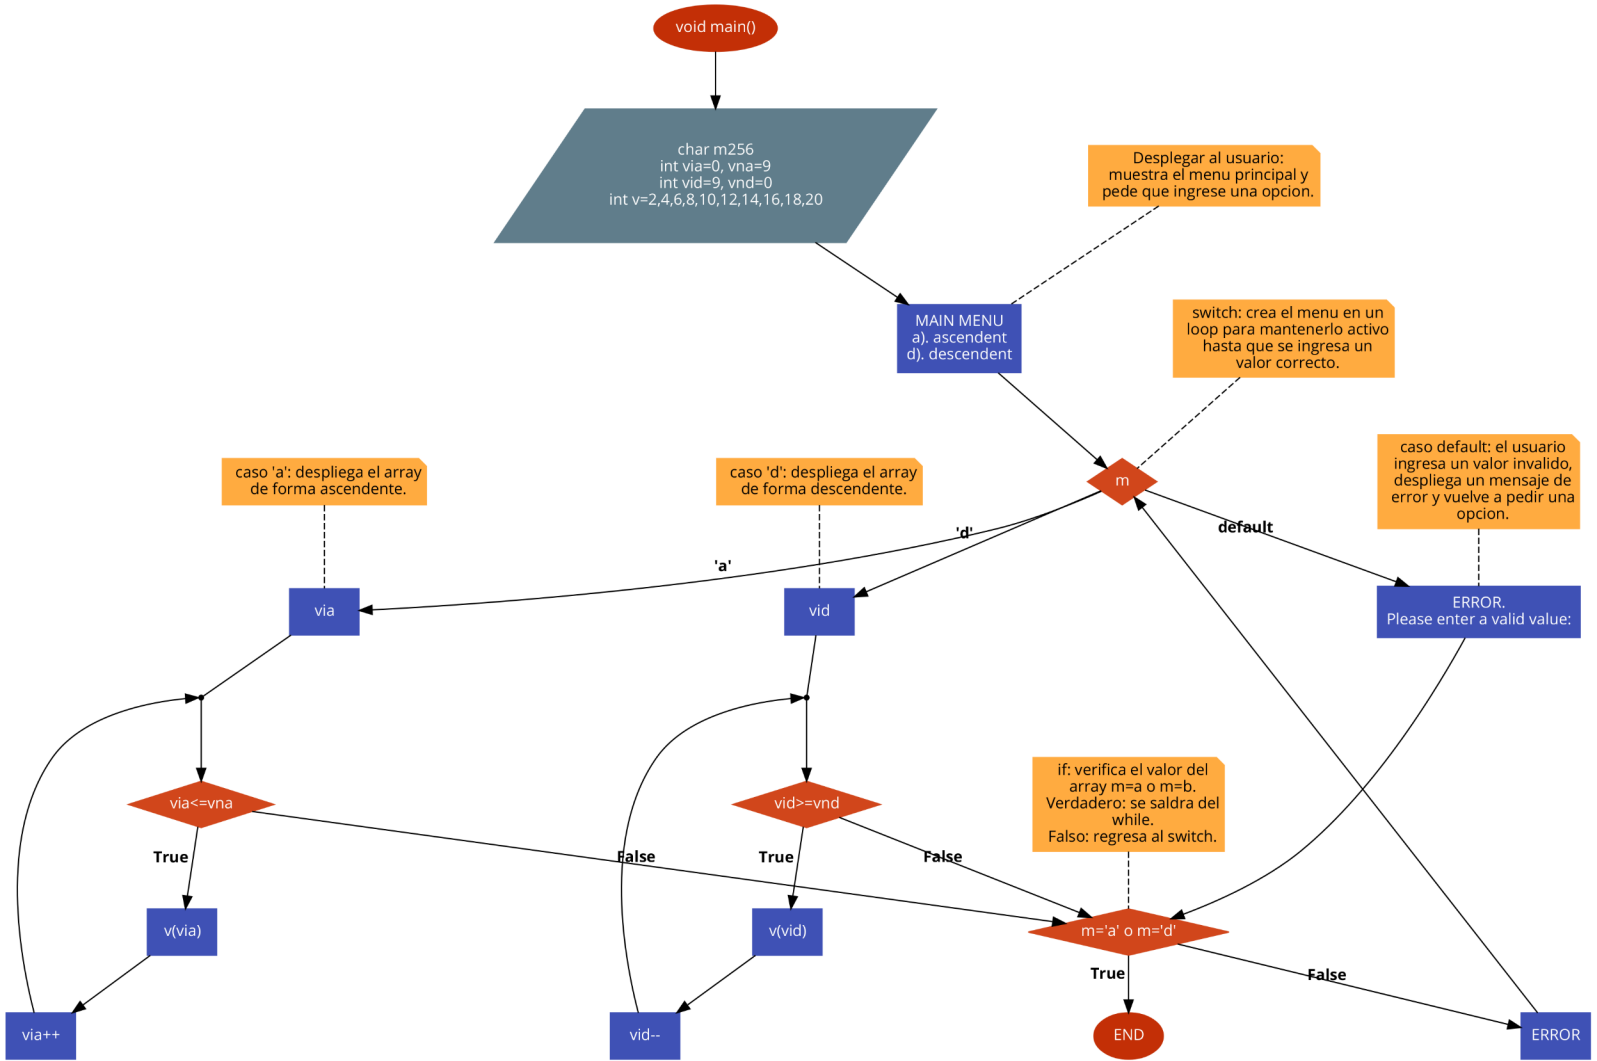 void main()
char m256
int via=0, vna=9
int vid=9, vnd=0
int v=2,4,6,8,10,12,14,16,18,20
Desplegar al usuario:
muestra el menu principal y
pede que ingrese una opcion.
MAIN MENU
a). ascendent
d). descendent
switch: crea el menu en un
loop para mantenerlo activo
hasta que se ingresa un
valor correcto.
m
caso 'a': despliega el array
de forma ascendente.
caso 'd': despliega el array
de forma descendente.
caso default: el usuario
ingresa un valor invalido,
despliega un mensaje de
error y vuelve a pedir una
opcion.
'a'
'd'
default
via
vid
ERROR.
Please enter a valid value:
via<=vna
vid>=vnd
if: verifica el valor del
array m=a o m=b.
Verdadero: se saldra del
while.
Falso: regresa al switch.
True
False
True
False
v(via)
v(vid)
m='a' o m='d'
True
False
via++
vid--
END
ERROR